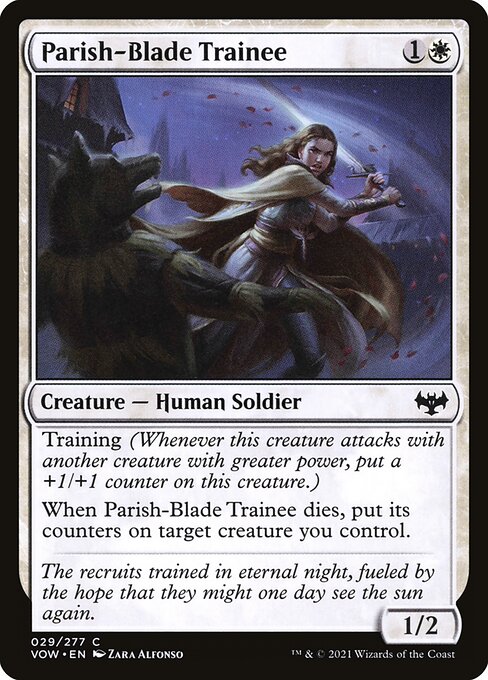 Parish-Blade Trainee 1
Creature — Human Soldier
Training (Whenever this creature attacks with
another creature with greater power, put a
+1/+1 counter on this creature.)
When Parish-Blade Trainee dies, put its
counters on target creature you control.
The recruits trained in eternal night, fueled by
the hope that they might one day see the sun
again.
1/2
029/277 C
VOW • EN Zara Alfonso
™ & © 2021 Wizards of the Coast